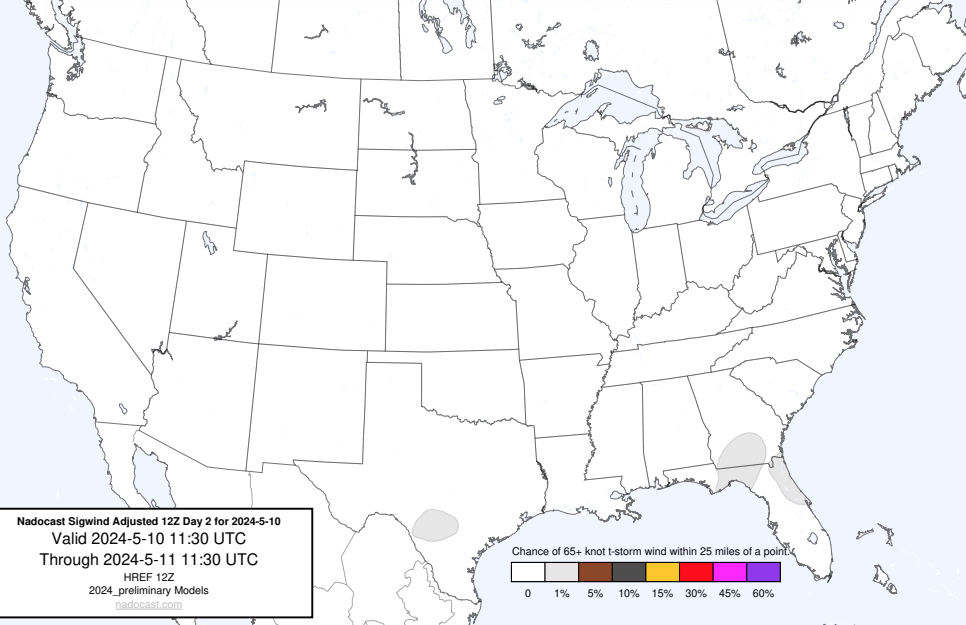 Nadocast Sigwind Adjusted 12Z Day 2 for 2024-5-10
Valid 2024-5-10 11:30 UTC
Through 2024-5-11 11:30 UTC
HREF 12Z
2024_preliminary Models
nadocast.com
Chance of 65+ knot t-storm wind within 25 miles of a point.
0 1% 5% 10% 15% 30% 45% 60%